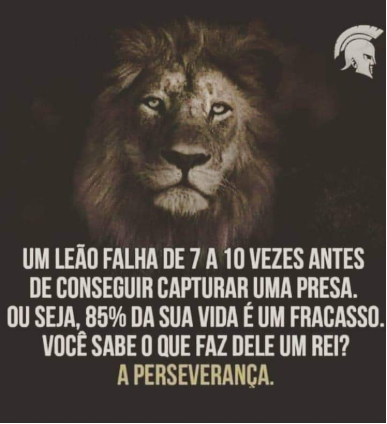 UM LEÃO FALHA DE 7 A 10 VEZES ANTES
DE CONSEGUIR CAPTURAR UMA PRESA.
OU SEJA, 85% DA SUA VIDA É UM FRACASSO.
VOCÊ SABE O QUE FAZ DELE UM REI?
A PERSEVERANÇA.